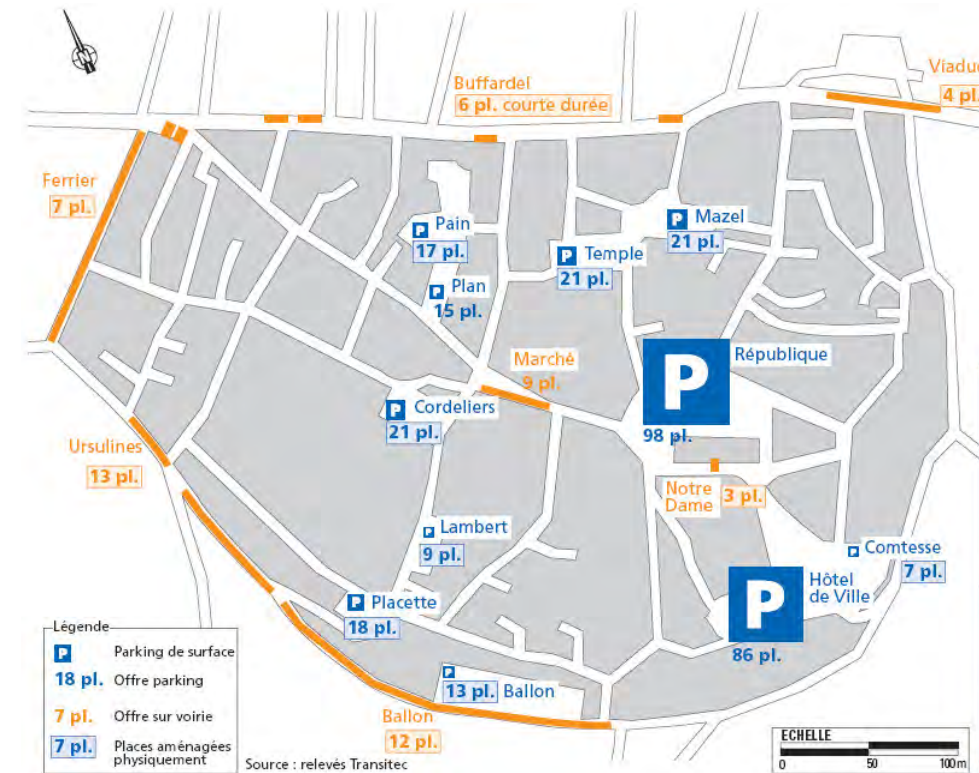 Buffardel
6 pl. courte durée
4 pl.
Ferrier
7 pl.
P Pain
17 pl.
P Mazel
21 pl.
P Temple
21 pl.
P Plan
15 pl.
Marché
9 pl.
P
République
98 pl.
P Cordeliers
21 pl.
Ursulines
13 pl.
Notre
Dame
3 pl.
P Lambert
9 pl.
P Comtesse
7 pl.
P
Hôtel
de Ville
86 pl.
P Placette
18 pl.
P
13 pl. Ballon
Ballon
12 pl.
Légende
P Parking de surface
18 pl. Offre parking
7 pl. Offre sur voirie
7 pl. Places aménagées
physiquement
Source : relevés Transitec
ECHELLE
0 50 100m